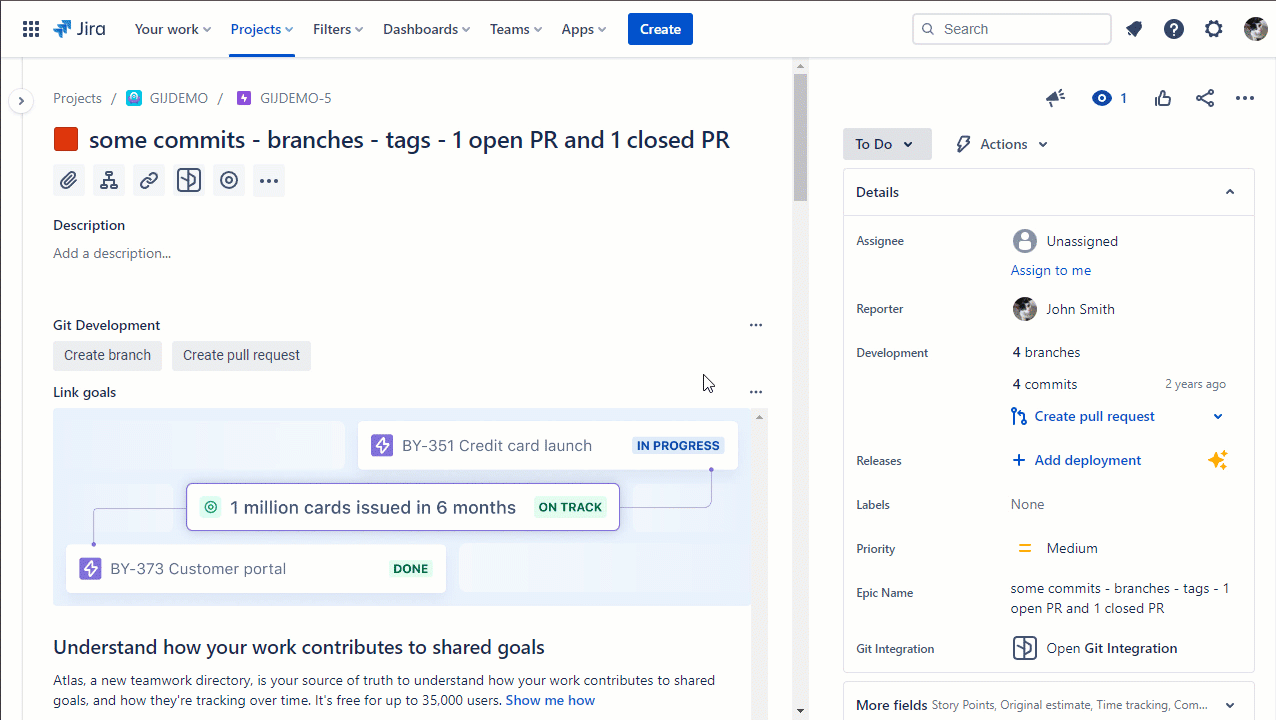 Jira Your work Projects Filters Dashboards Teams Apps Create Search
Projects / GIJDEMO / GIJDEMO-5
1
some commits - branches - tags - 1 open PR and 1 closed PR
To Do Actions
Details
Description
Add a description...
Assignee Unassigned
Assign to me
Reporter John Smith
Git Development
Create branch Create pull request
Development 4 branches
4 commits 2 years ago
Create pull request
Link goals
BY-351 Credit card launch IN PROGRESS
1 million cards issued in 6 months ON TRACK
BY-373 Customer portal DONE
Releases Add deployment
Labels None
Priority Medium
Epic Name some commits - branches - tags - 1
open PR and 1 closed PR
Git Integration Open Git Integration
Understand how your work contributes to shared goals
Atlas, a new teamwork directory, is your source of truth to understand how your work contributes to shared
goals, and how they're tracking over time. It's free for up to 35,000 users. Show me how
More fields Story Points, Original estimate, Time tracking, Com...